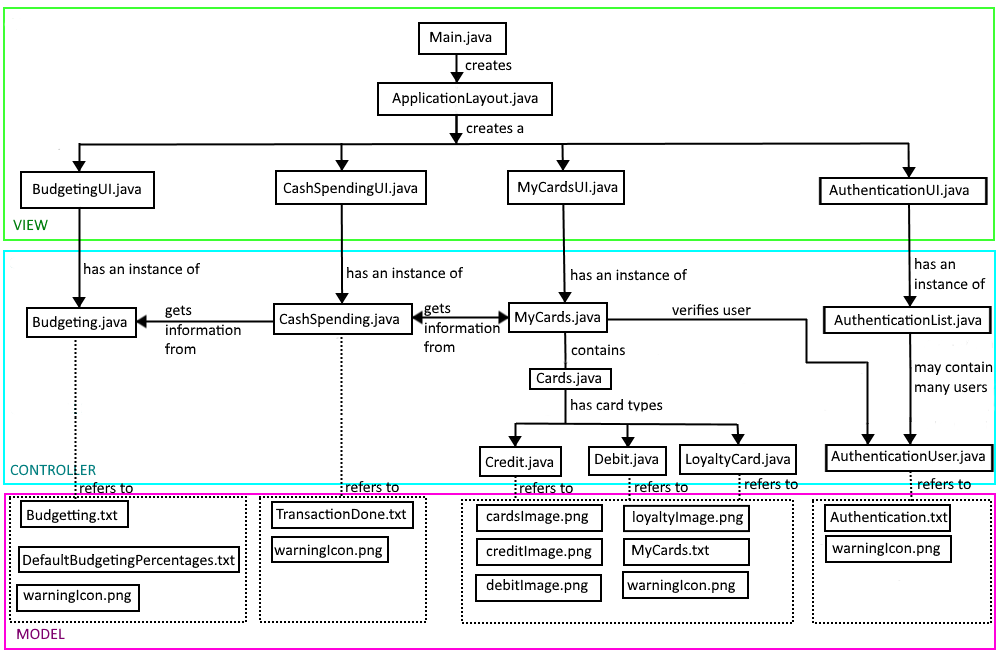 Main.java
creates
ApplicationLayout.java
creates a
BudgetingUI.java
CashSpendingUI.java
MyCardsUI.java
AuthenticationUI.java
VIEW
has an instance of
has an instance of
has an instance of
has an
instance of
Budgeting.java
gets
information
from
CashSpending.java
gets
information
from
MyCards.java
verifies user
AuthenticationList.java
contains
may contain
many users
Cards.java
has card types
Credit.java
Debit.java
LoyaltyCard.java
AuthenticationUser.java
CONTROLLER
refers to
refers to
refers to
refers to
refers to
refers to
Budgetting.txt
DefaultBudgetingPercentages.txt
warningIcon.png
TransactionDone.txt
warningIcon.png
cardsImage.png
loyaltyImage.png
creditImage.png
MyCards.txt
debitImage.png
warningIcon.png
Authentication.txt
warningIcon.png
MODEL